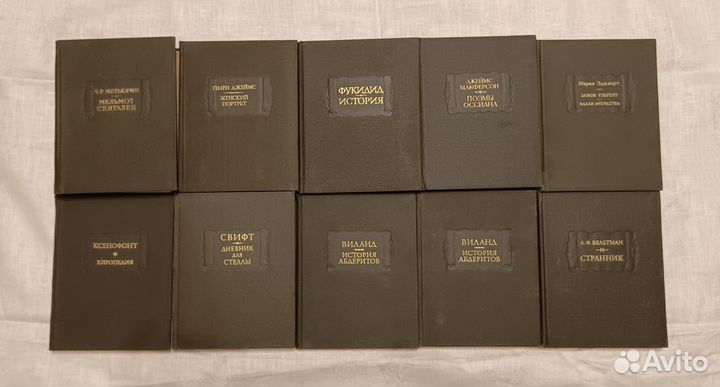 Ч.Р. МЕТЬЮРИН
МЕЛЬМОТ
СКИТАЛЕЦ
ГЕНРИ ДЖЕЙМС
ЖЕНСКИЙ
ПОРТРЕТ
ФУКИДИД
ИСТОРИЯ
ДЖЕЙМС
МАКФЕРСОН
ПОЭМЫ
ОССИАНА
Мария Эджворт
ЗАМОК РЭКРЕНТ
ВДАЛИ ОТЕЧЕСТВА
КСЕНОФОНТ
КИРОПЕДИЯ
СВИФТ
ДНЕВНИК
ДЛЯ
СТЕЛЛЫ
ВИЛАНД
ИСТОРИЯ
АБДЕРИТОВ
ВИЛАНД
ИСТОРИЯ
АБДЕРИТОВ
А.Ф. ВЕЛЬТМАН
СТРАННИК
Avito